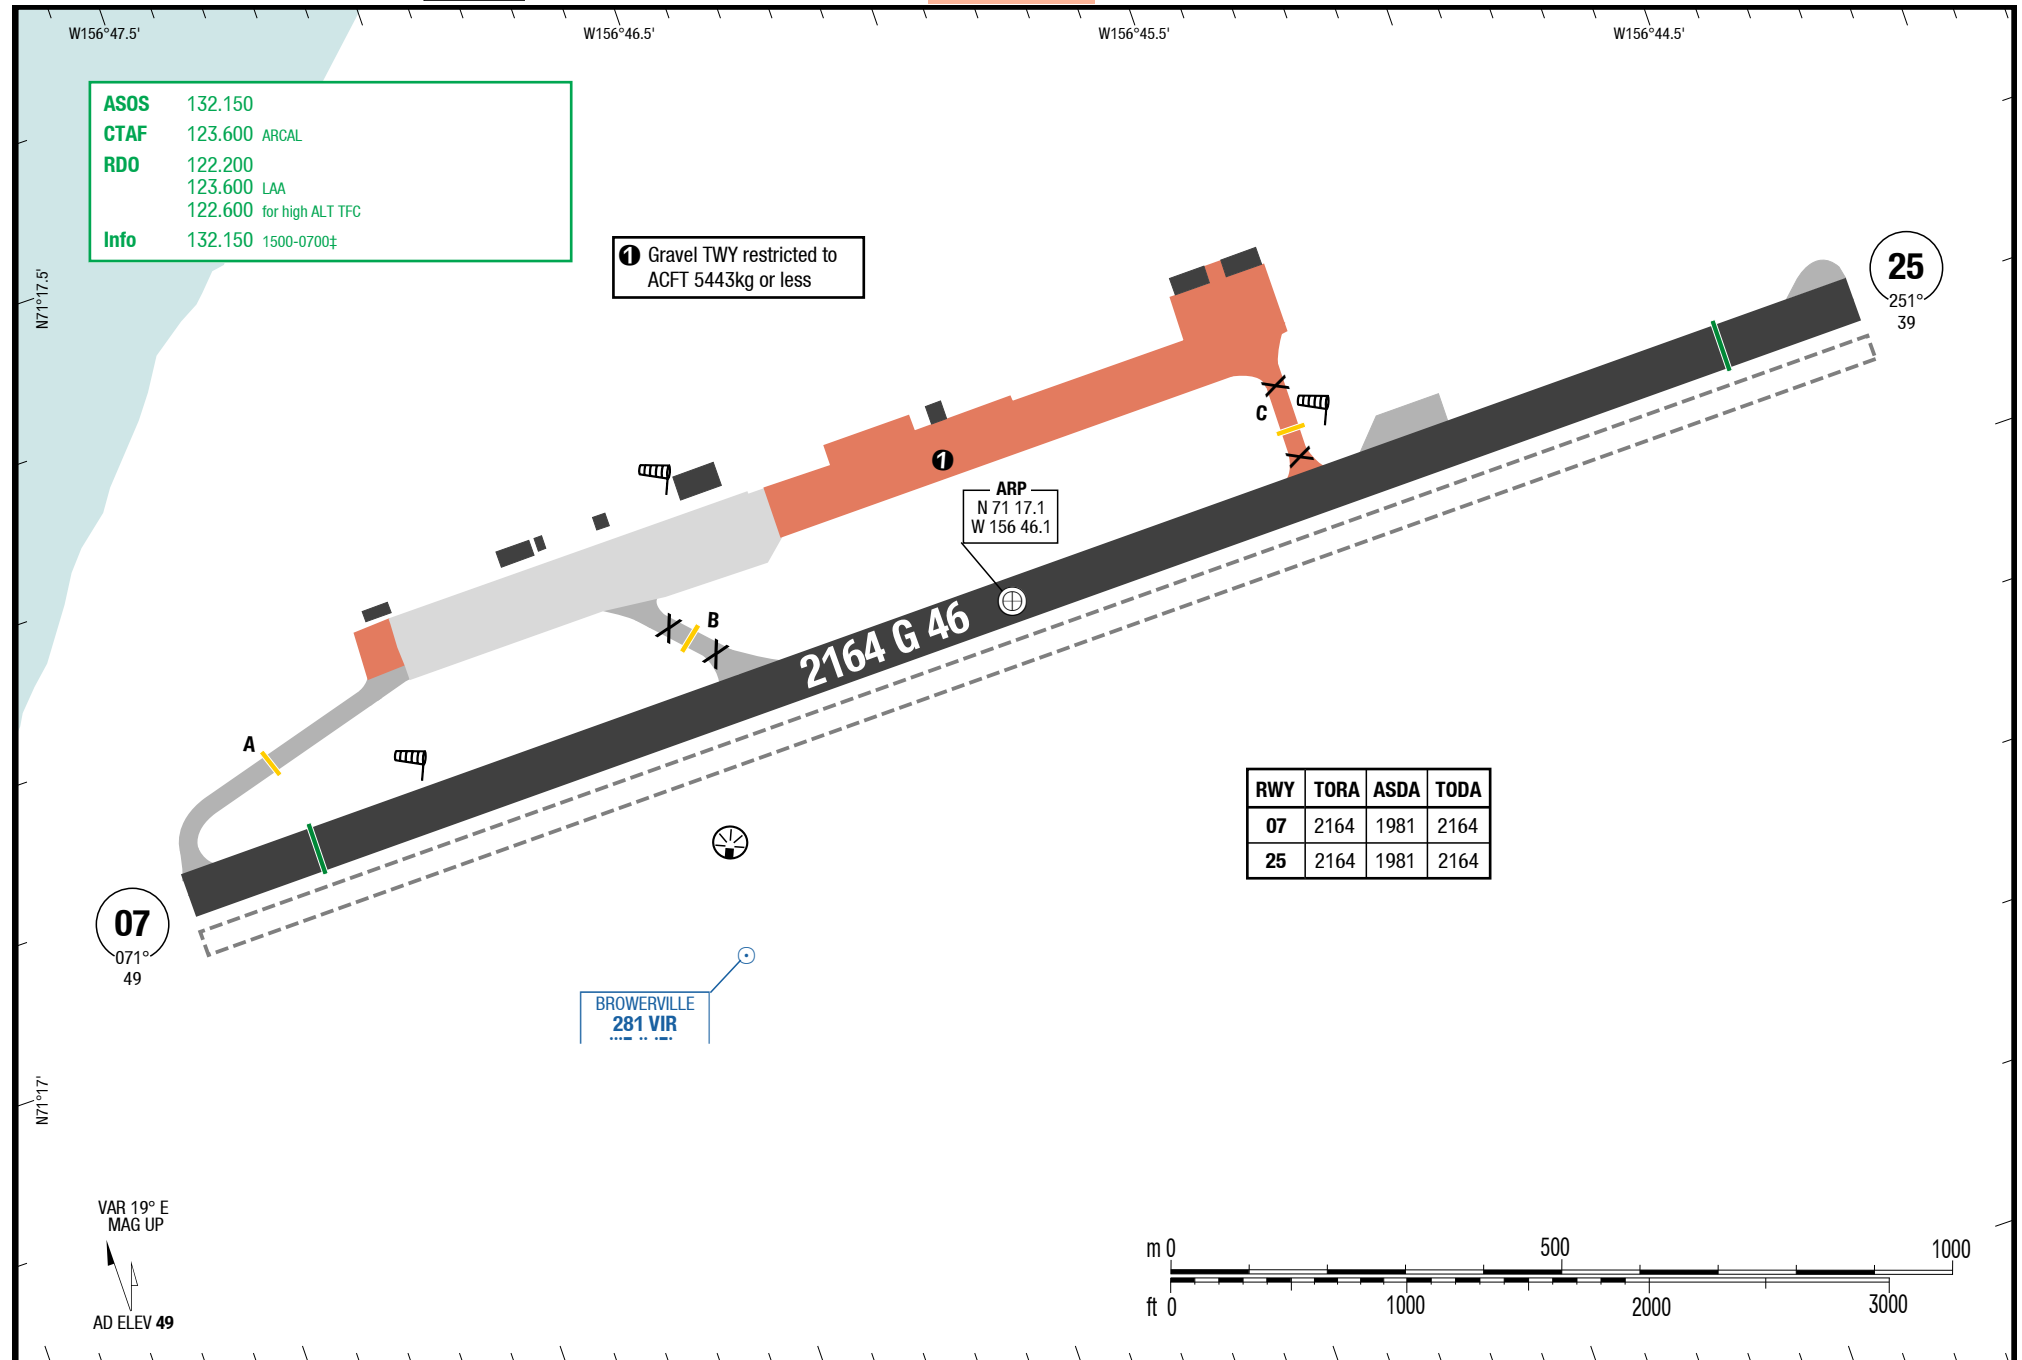 W156°47.5' W156°46.5' W156°45.5' W156°44.5'
ASOS 132.150
CTAF 123.600 ARCAL
RDO 122.200
123.600 LAA
122.600 for high ALT TFC
Info 132.150 1500-0700‡
1 Gravel TWY restricted to
ACFT 5443kg or less
25
251°
39
N71°17.5'
C
1
ARP
N 71 17.1
W 156 46.1
B
2164 G 46
A
RWY TORA ASDA TODA
07 2164 1981 2164
25 2164 1981 2164
07
071°
49
BROWERVILLE
281 VIR
N71°17'
VAR 19° E
MAG UP
AD ELEV 49
m 0 500 1000
ft 0 1000 2000 3000